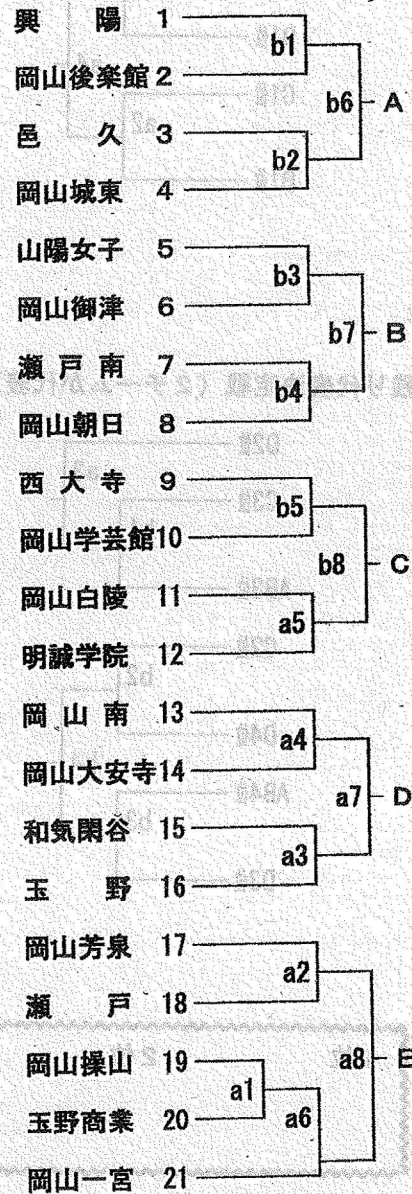 興陽 1
b1
岡山後楽館 2
b6 A
邑久 3
b2
岡山城東 4
山陽女子 5
b3
岡山御津 6
b7 B
瀬戸南 7
b4
岡山朝日 8
西大寺 9
b5
岡山学芸館 10
b8 C
岡山白陵 11
a5
明誠学院 12
岡山南 13
a4
岡山大安寺 14
a7 D
和気閑谷 15
a3
玉野 16
岡山芳泉 17
a2
瀬戸 18
a8 E
岡山操山 19
a1
玉野商業 20
a6
岡山一宮 21